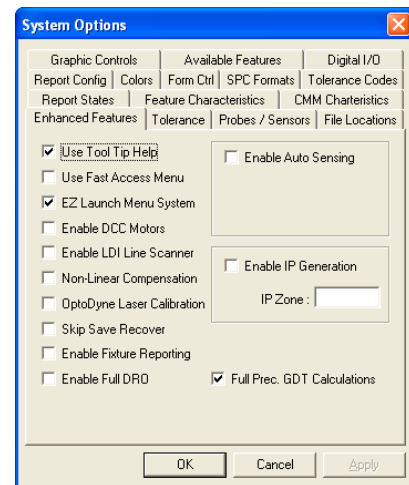 System Options
Graphic Controls Available Features Digital I/O
Report Config Colors Form Ctrl SPC Formats Tolerance Codes
Report States Feature Characteristics CMM Charteristics
Enhanced Features Tolerance Probes / Sensors File Locations
Use Tool Tip Help
Enable Auto Sensing
Use Fast Access Menu
EZ Launch Menu System
Enable DCC Motors
Enable LDI Line Scanner
Enable IP Generation
Non-Linear Compensation
OptoDyne Laser Calibration
IP Zone :
Skip Save Recover
Enable Fixture Reporting
Enable Full DRO
Full Prec. GDT Calculations
OK Cancel Apply